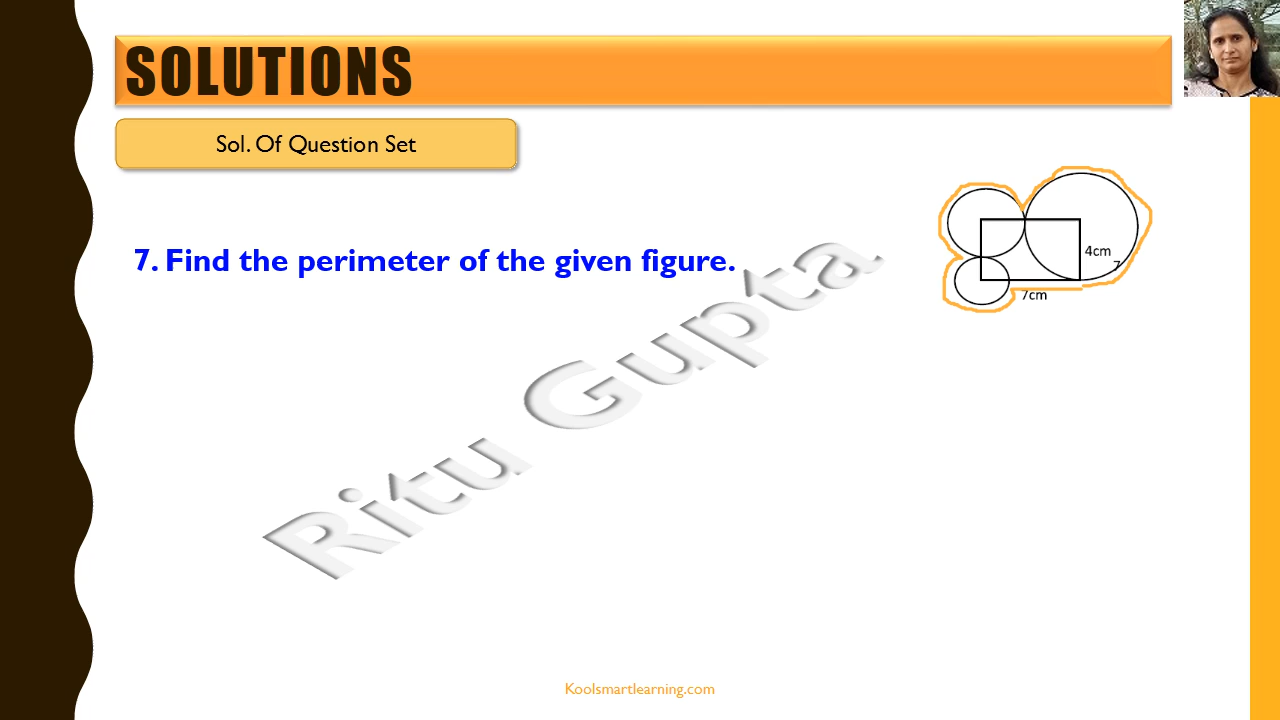 SOLUTIONS
Sol. Of Question Set
7. Find the perimeter of the given figure.
4cm
7
7cm
Ritu Gupta
Koolsmartlearning.com